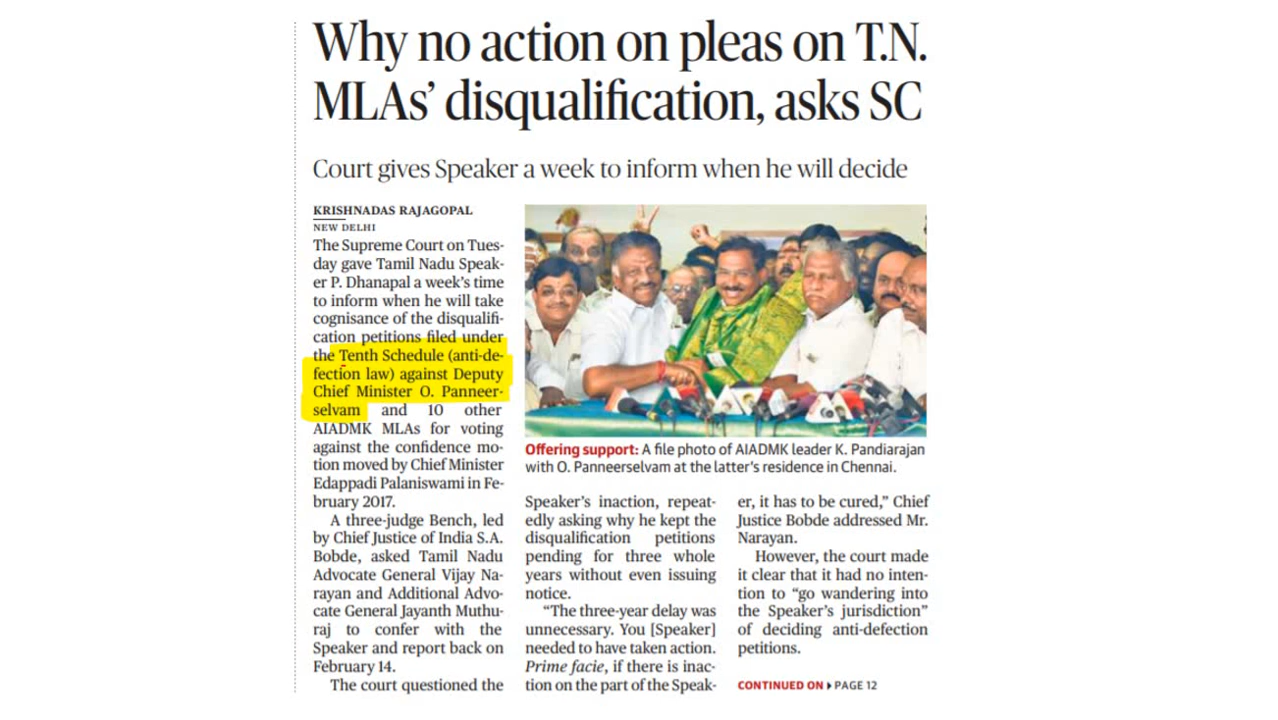 Why no action on pleas on T.N.
MLAs’ disqualification, asks SC
Court gives Speaker a week to inform when he will decide
KRISHNADAS RAJAGOPAL
NEW DELHI
The Supreme Court on Tues-
day gave Tamil Nadu Speak-
er P. Dhanapal a week’s time
to inform when he will take
cognisance of the disqualifi-
cation petitions filed under
the Tenth Schedule (anti-de-
fection law) against Deputy
Chief Minister O. Panneer-
selvam and 10 other
AIADMK MLAs for voting
against the confidence mo-
tion moved by Chief Minister
Edappadi Palaniswami in Fe-
bruary 2017.
A three-judge Bench, led
by Chief Justice of India S.A.
Bobde, asked Tamil Nadu
Advocate General Vijay Na-
rayan and Additional Advo-
cate General Jayanth Muthu-
raj to confer with the
Speaker and report back on
February 14.
The court questioned the
Offering support: A file photo of AIADMK leader K. Pandiarajan
with O. Panneerselvam at the latter’s residence in Chennai.
Speaker’s inaction, repeat-
edly asking why he kept the
disqualification petitions
pending for three whole
years without even issuing
notice.
“The three-year delay was
unnecessary. You [Speaker]
needed to have taken action.
Prime facie, if there is inac-
tion on the part of the Speak-
er, it has to be cured,” Chief
Justice Bobde addressed Mr.
Narayan.
However, the court made
it clear that it had no inten-
tion to “go wandering into
the Speaker’s jurisdiction”
of deciding anti-defection
petitions.
CONTINUED ON PAGE 12